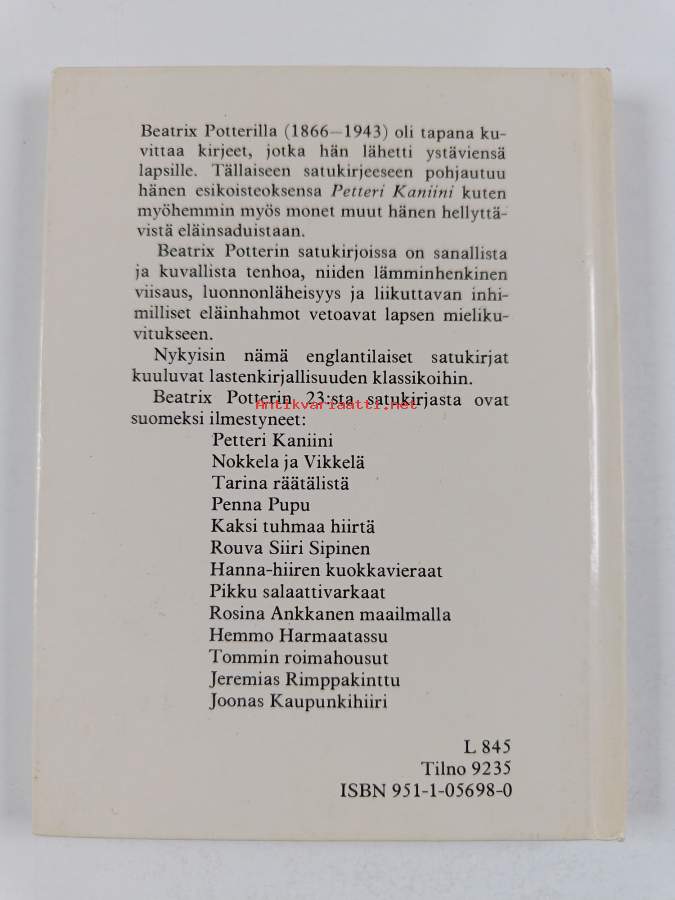 Beatrix Potterilla (1866—1943) oli tapana ku-
vittaa kirjeet, jotka hän lähetti ystäviensä
lapsille. Tällaiseen satukirjeeseen pohjautuu
hänen esikoisteoksensa Petteri Kaniini kuten
myöhemmin myös monet muut hänen hellyttä-
vistä eläinsaduistaan.
Beatrix Potterin satukirjoissa on sanallista
ja kuvallista tenhoa, niiden lämminhenkinen
viisaus, luonnonläheisyys ja liikuttavan inhi-
milliset eläinhahmot vetoavat lapsen mieliku-
vitukseen.
Nykyisin nämä englantilaiset satukirjat
kuuluvat lastenkirjallisuuden klassikoihin.
Beatrix Potterin 23:sta satukirjasta ovat
Antikvariaatti.net
suomeksi ilmestyneet:
Petteri Kaniini
Nokkela ja Vikkelä
Tarina räätälistä
Penna Pupu
Kaksi tuhmaa hiirtä
Rouva Siiri Sipinen
Hanna-hiiren kuokkavieraat
Pikku salaattivarkaat
Rosina Ankkanen maailmalla
Hemmo Harmaatassu
Tommin roimahousut
Jeremias Rimppakinttu
Joonas Kaupunkihiiri
L 845
Tilno 9235
ISBN 951-1-05698-0